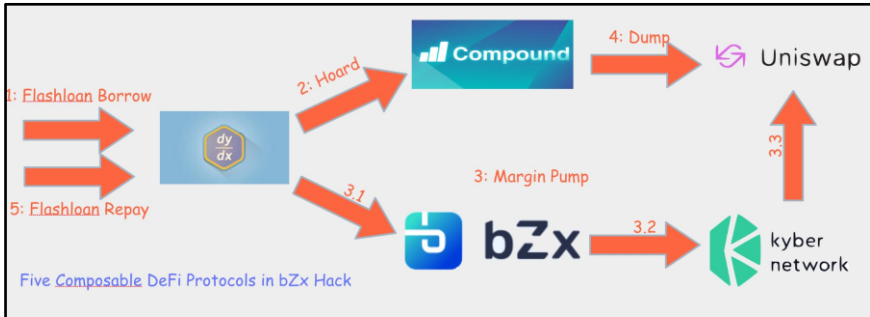 1: Flashloan Borrow
5: Flashloan Repay
dy
dx
2: Hoard
Compound
4: Dump
Uniswap
3.1
3: Margin Pump
bZx
3.2
3.3
kyber
network
Five Composable DeFi Protocols in bZx Hack